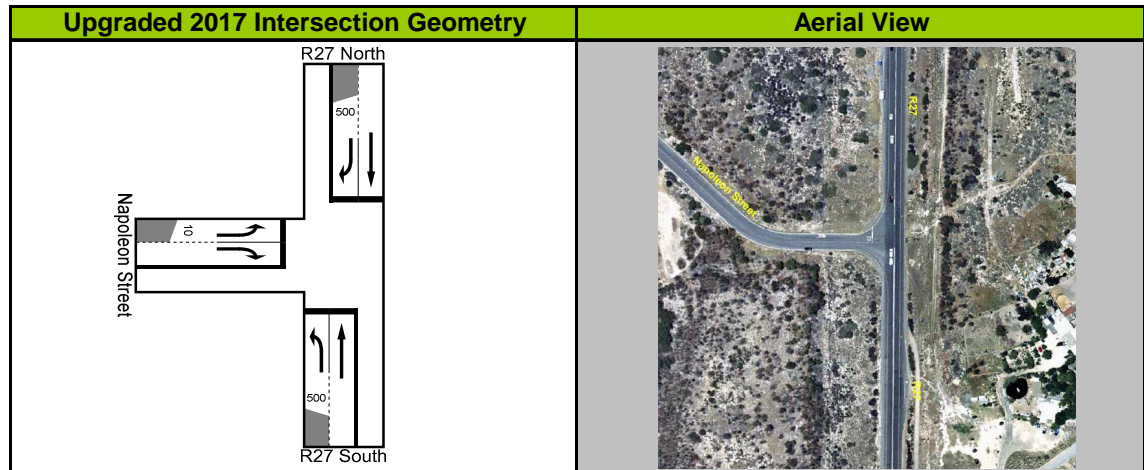 Upgraded 2017 Intersection Geometry
Aerial View
R27 North
500
Napoleon Street
10
500
R27 South
R27
Napoleon Street
R27